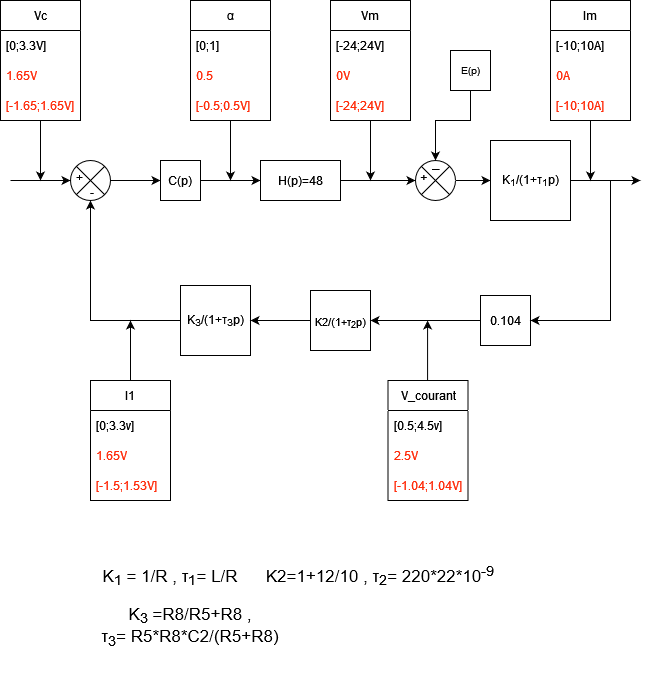 Vc
[0;3.3V]
1.65V
[-1.65;1.65V]
α
[0;1]
0.5
[-0.5;0.5V]
Vm
[-24;24V]
0V
[-24;24V]
E(p)
Im
[-10;10A]
0A
[-10;10A]
+
-
C(p)
H(p)=48
+
–
K₁/(1+τ₁p)
K₃/(1+τ₃p)
K2/(1+τ₂p)
0.104
I1
[0;3.3v]
1.65V
[-1.5;1.53V]
V_courant
[0.5;4.5v]
2.5V
[-1.04;1.04V]
K₁ = 1/R , τ₁= L/R K2=1+12/10 , τ₂= 220*22*10⁻⁹
K₃ =R8/R5+R8 ,
τ₃= R5*R8*C2/(R5+R8)